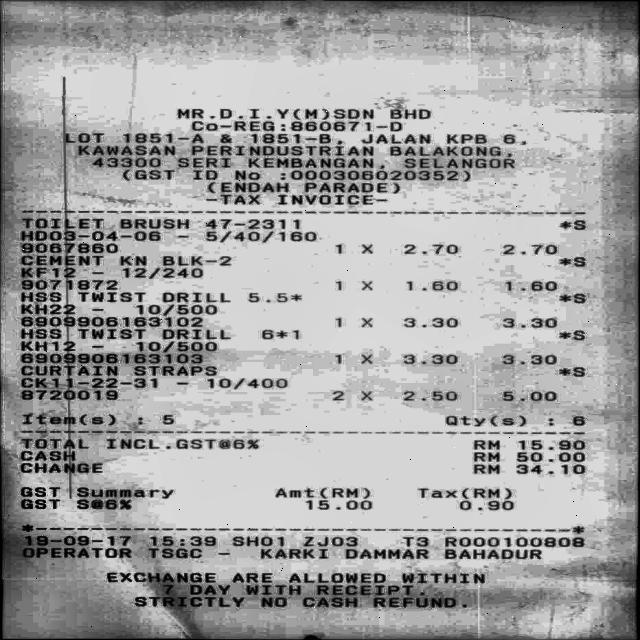 MR.D.I.Y(M)SDN BHD
Co-REG:860671-D
LOT 1851-A & 1851-B, JALAN KPB 6,
KAWASAN PERINDUSTRIAN BALAKONG,
43300 SERI KEMBANGAN, SELANGOR
(GST ID No :000306020352)
(ENDAH PARADE)
-TAX INVOICE-
TOILET BRUSH 47-2311 *S
HD03-04-06 - 5/40/160
9087860 1 X 2.70 2.70
CEMENT KN BLK-2 *S
KF12 - 12/240
9071872 1 X 1.60 1.60
HSS TWIST DRILL 5.5* *S
KH22 - 10/500
6909906163102 1 X 3.30 3.30
HSS TWIST DRILL 6*1 *S
KH12 - 10/500
6909906163103 1 X 3.30 3.30
CURTAIN STRAPS *S
CK11-22-31 - 10/400
8720019 2 X 2.50 5.00
Item(s) : 5 Qty(s) : 6
TOTAL INCL.GST@6% RM 15.90
CASH RM 50.00
CHANGE RM 34.10
GST Summary Amt(RM) Tax(RM)
GST S@6% 15.00 0.90
*--------------------------------------*
19-09-17 15:39 SH01 ZJ03 T3 R000100808
OPERATOR TSGC - KARKI DAMMAR BAHADUR
EXCHANGE ARE ALLOWED WITHIN
7 DAY WITH RECEIPT.
STRICTLY NO CASH REFUND.